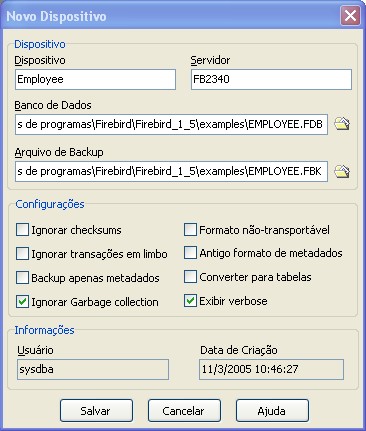 Novo Dispositivo
Dispositivo
Dispositivo Servidor
Employee FB2340
Banco de Dados
s de programas\Firebird\Firebird_1_5\examples\EMPLOYEE.FDB
Arquivo de Backup
s de programas\Firebird\Firebird_1_5\examples\EMPLOYEE.FBK
Configurações
Ignorar checksums Formato não-transportável
Ignorar transações em limbo Antigo formato de metadados
Backup apenas metadados Converter para tabelas
Ignorar Garbage collection Exibir verbose
Informações
Usuário Data de Criação
sysdba 11/3/2005 10:46:27
Salvar Cancelar Ajuda